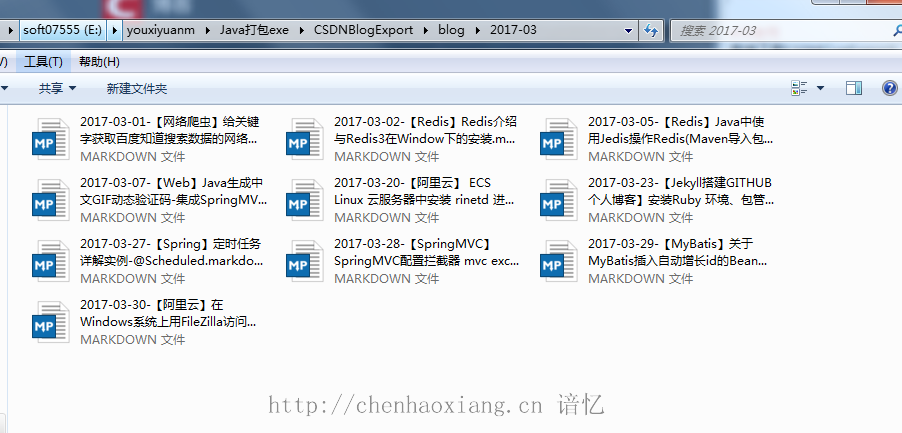 soft07555 (E:) youxiyuanm Java打包exe CSDNBlogExport blog 2017-03 搜索 2017-03
V) 工具(T) 帮助(H)
共享 新建文件夹
2017-03-01-【网络爬虫】给关键
字获取百度知道搜索数据的网络...
MARKDOWN 文件
2017-03-02-【Redis】Redis介绍
与Redis3在Window下的安装.m...
MARKDOWN 文件
2017-03-05-【Redis】Java中使
用Jedis操作Redis(Maven导入包...
MARKDOWN 文件
2017-03-07-【Web】Java生成中
文GIF动态验证码-集成SpringMV...
MARKDOWN 文件
2017-03-20-【阿里云】 ECS
Linux 云服务器中安装 rinetd 进...
MARKDOWN 文件
2017-03-23-【Jekyll搭建GITHUB
个人博客】安装Ruby 环境、包管...
MARKDOWN 文件
2017-03-27-【Spring】定时任务
详解实例-@Scheduled.markdo...
MARKDOWN 文件
2017-03-28-【SpringMVC】
SpringMVC配置拦截器 mvc exc...
MARKDOWN 文件
2017-03-29-【MyBatis】关于
MyBatis插入自动增长id的Bean...
MARKDOWN 文件
2017-03-30-【阿里云】在
Windows系统上用FileZilla访问...
MARKDOWN 文件
http://chenhaoxiang.cn 谙忆